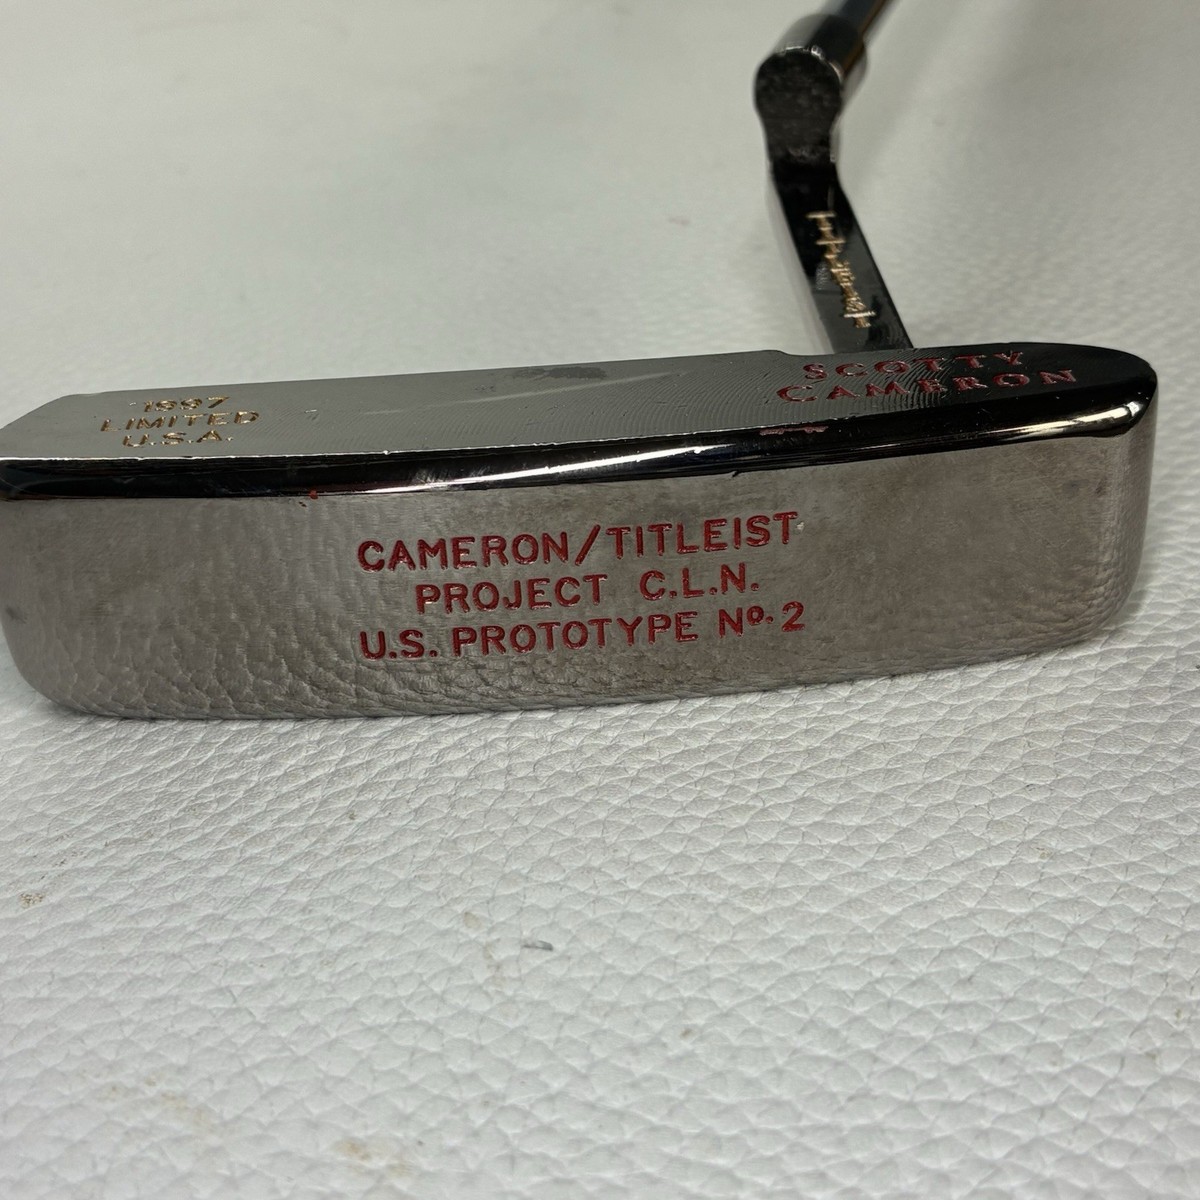 SCOTTY
CAMERON
1997
LIMITED
U.S.A.
CAMERON/TITLEIST
PROJECT C.L.N.
U.S. PROTOTYPE Nº.2